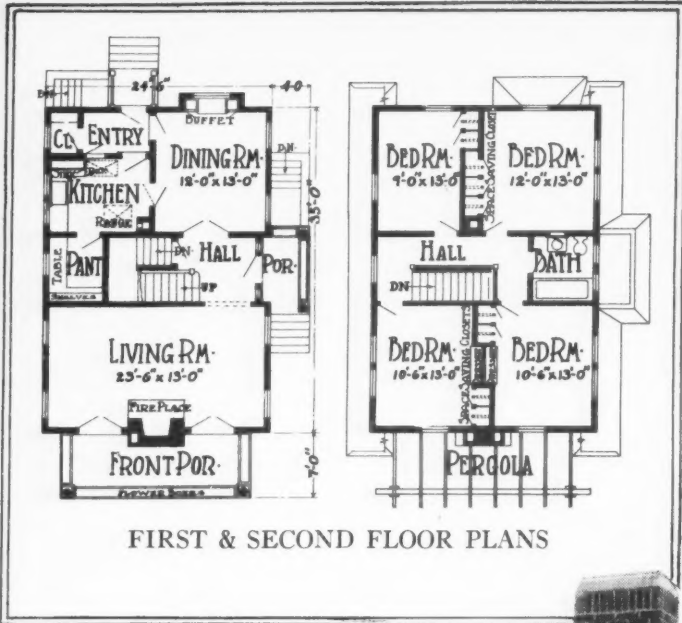 24'-6"
4-0
DN
BUFFET
CL.
ENTRY
DINING RM.
12'-0" x 13'-0"
DN.
KITCHEN
RANGE
35'-0"
HALL
DN
UP
POR.
TABLE
PANT
SHELVES
LIVING RM.
23'-6" x 13'-0"
FIRE PLACE
FRONT POR.
FLOWER BOXES
7'-0"
BED RM.
9'-0" x 13'-0"
SPACE SAVING CLOSET
BED RM.
12'-0" x 13'-0"
HALL
DN
BATH
BED RM.
10'-6" x 13'-0"
SPACE SAVING CLOSETS
BED RM.
10'-6" x 13'-0"
PERGOLA
FIRST & SECOND FLOOR PLANS